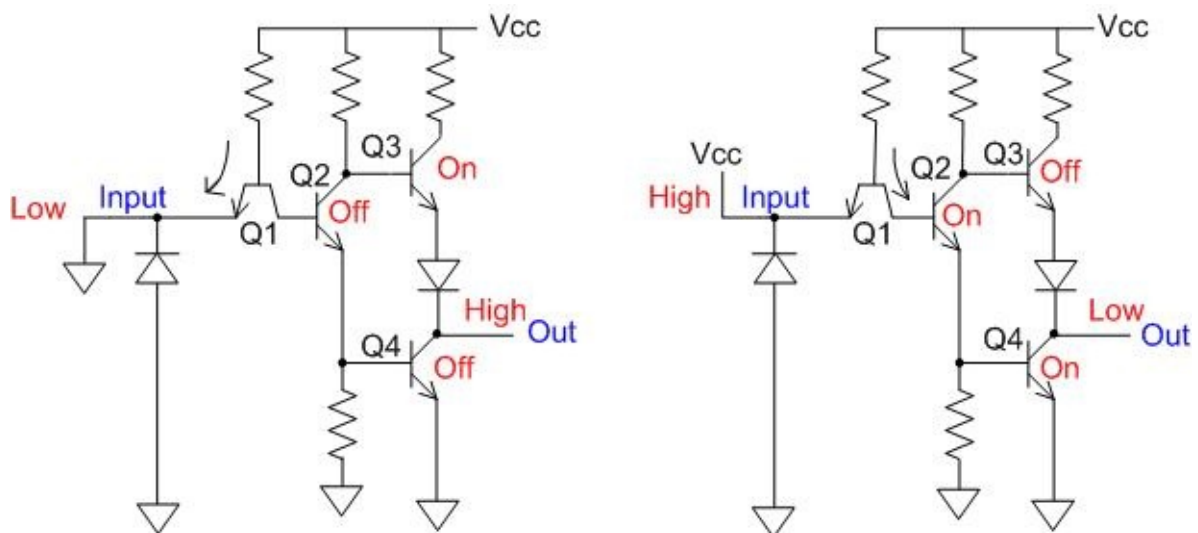 Vcc
Q3
On
Q2
Off
Input
Low
Q1
High
Out
Q4
Off
Vcc
Vcc
Q3
Off
Q2
On
High
Input
Q1
Low
Out
Q4
On